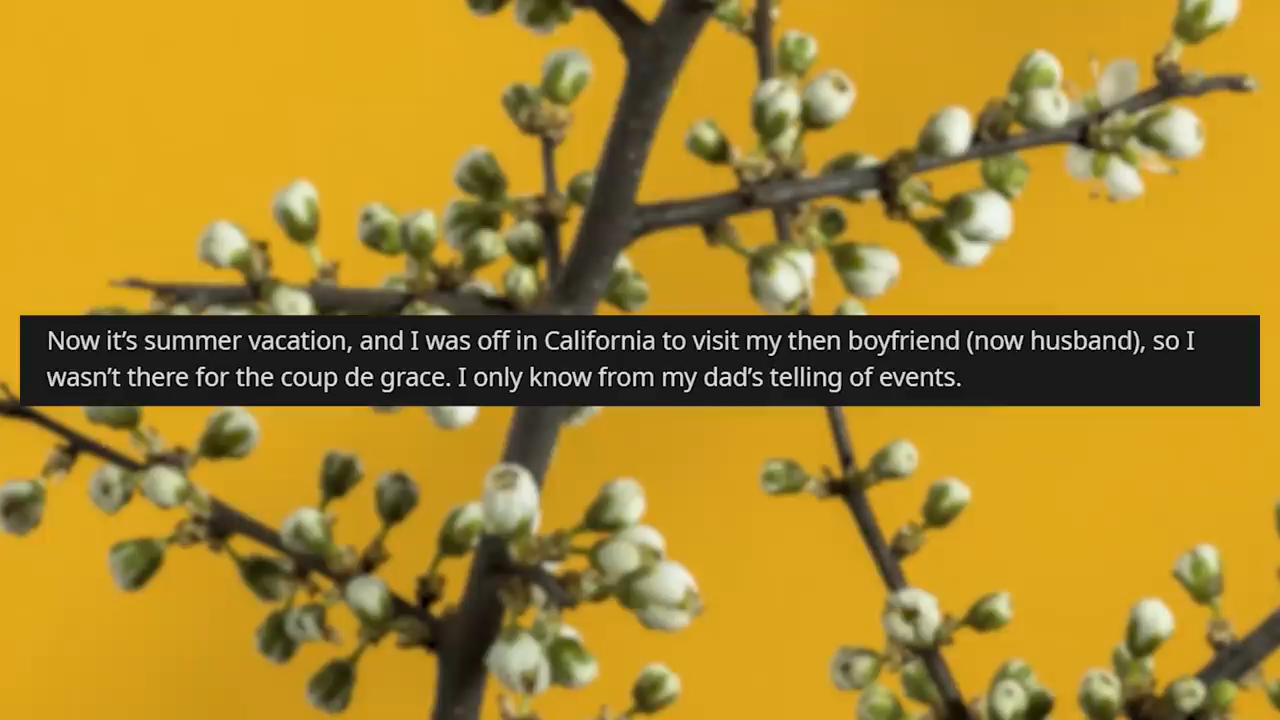 Now it’s summer vacation, and I was off in California to visit my then boyfriend (now husband), so I
wasn’t there for the coup de grace. I only know from my dad’s telling of events.